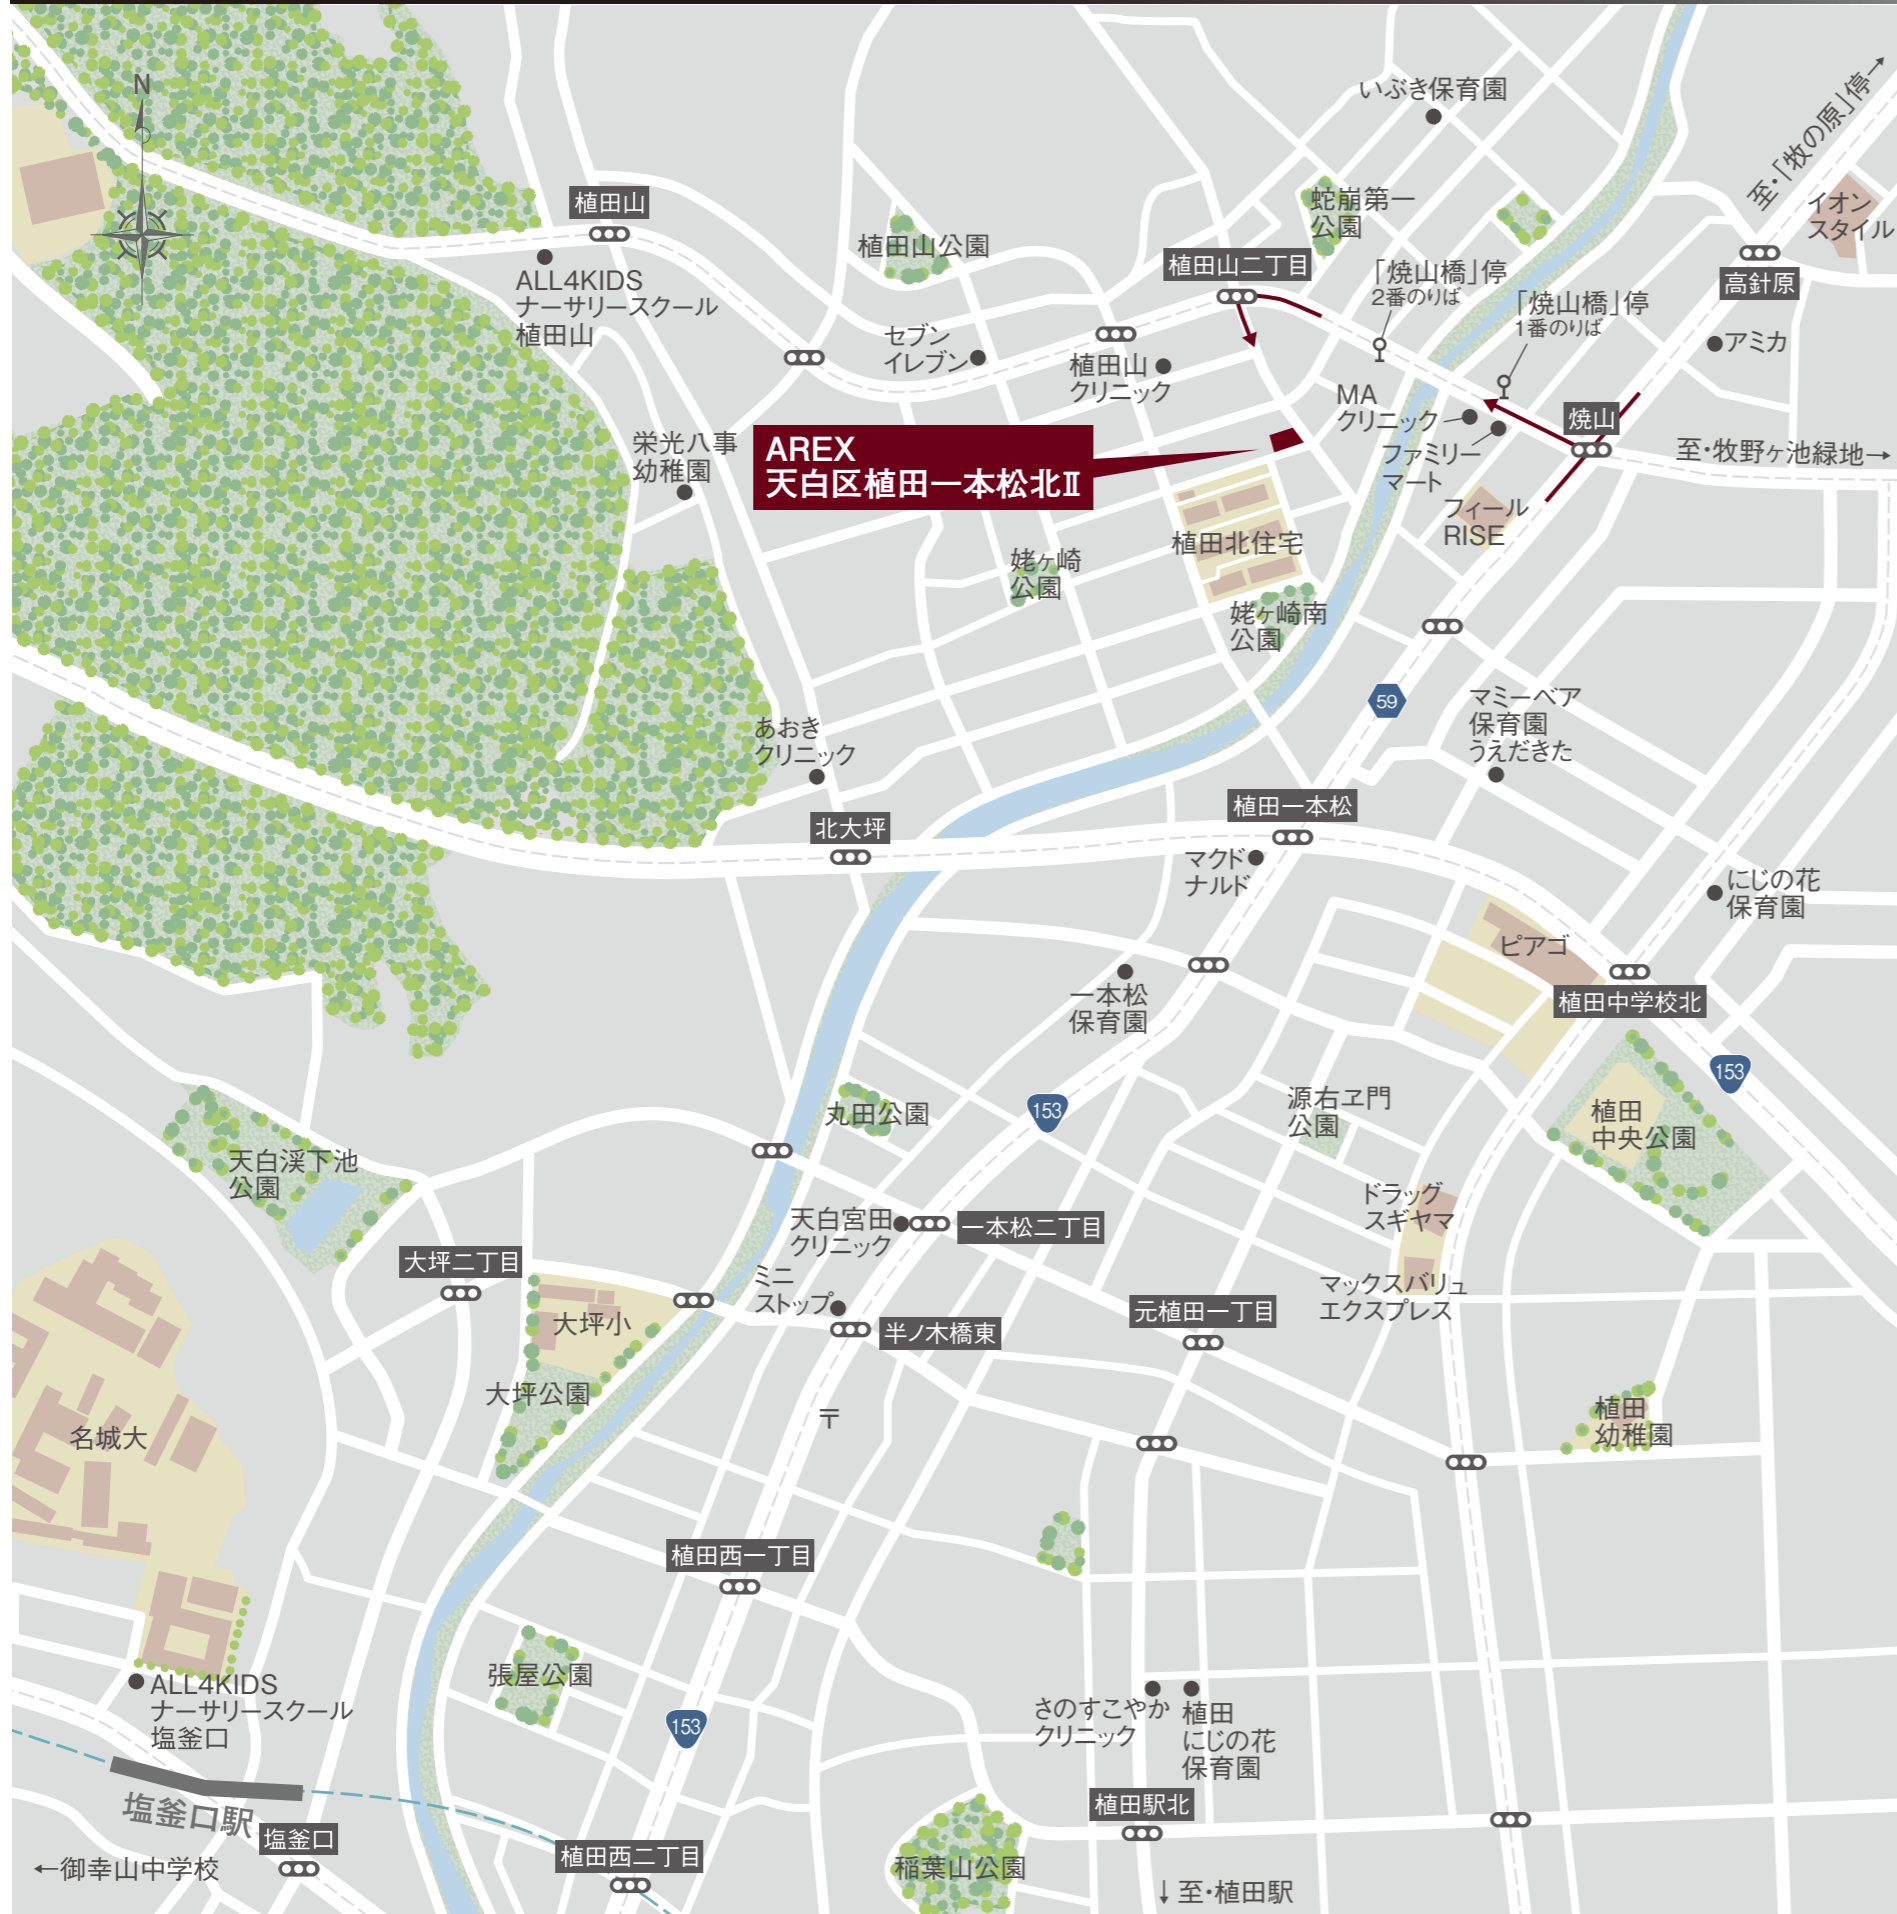 N
いぶき保育園
至・「牧の原」停→
イオン
スタイル
植田山
ALL4KIDS
ナーサリースクール
植田山
植田山公園
蛇崩第一
公園
植田山二丁目
「焼山橋」停
2番のりば
「焼山橋」停
1番のりば
高針原
アミカ
セブン
イレブン
植田山
クリニック
MA
クリニック
ファミリー
マート
焼山
至・牧野ヶ池緑地→
栄光八事
幼稚園
AREX
天白区植田一本松北Ⅱ
フィール
RISE
植田北住宅
姥ヶ崎
公園
姥ヶ崎南
公園
59
マミーベア
保育園
うえだきた
あおき
クリニック
北大坪
植田一本松
マクド
ナルド
にじの花
保育園
ピアゴ
植田中学校北
一本松
保育園
153
153
丸田公園
源右ヱ門
公園
植田
中央公園
天白渓下池
公園
ドラッグ
スギヤマ
天白宮田
クリニック
一本松二丁目
大坪二丁目
ミニ
ストップ
マックスバリュ
エクスプレス
大坪小
半ノ木橋東
元植田一丁目
大坪公園
〒
植田
幼稚園
名城大
植田西一丁目
張屋公園
ALL4KIDS
ナーサリースクール
塩釜口
153
さのすこやか
クリニック
植田
にじの花
保育園
塩釜口駅
塩釜口
植田駅北
植田西二丁目
←御幸山中学校
稲葉山公園
↓至・植田駅